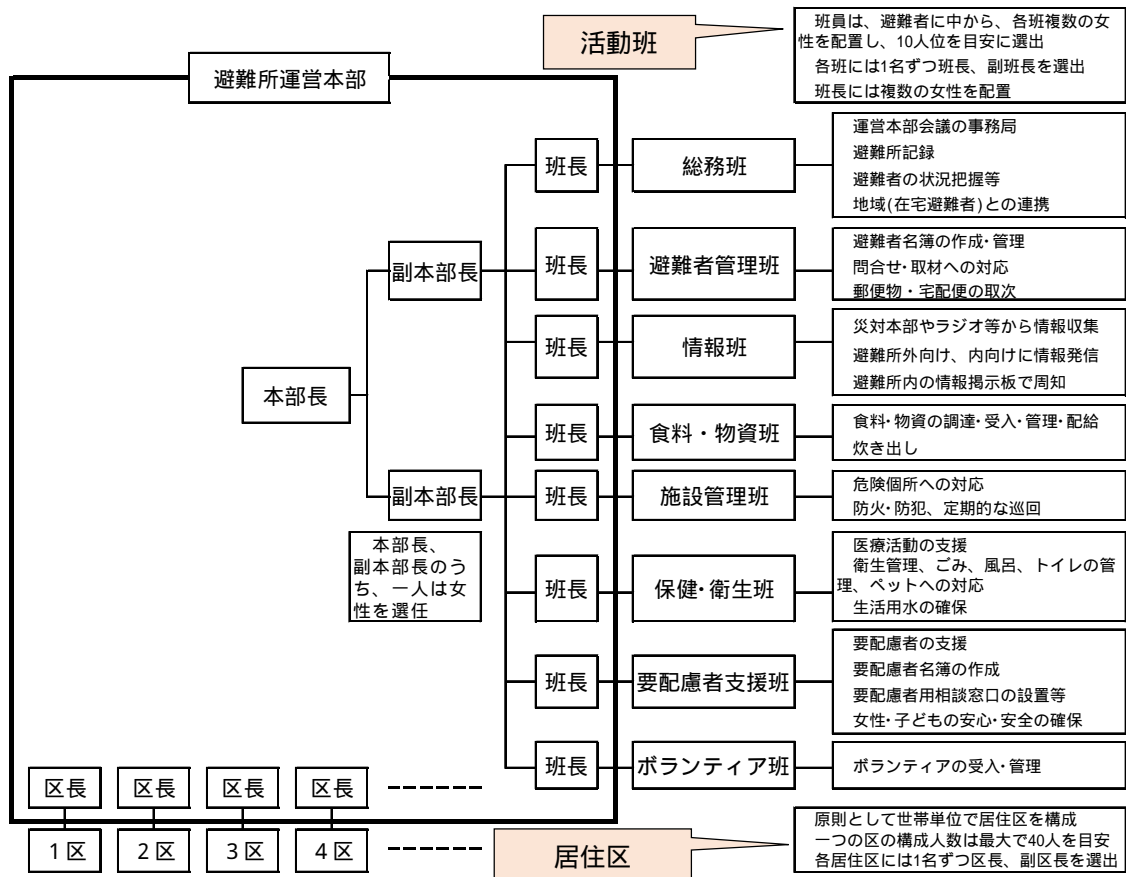 活動班
班員は、避難者に中から、各班複数の女
性を配置し、10人位を目安に選出
各班には1名ずつ班長、副班長を選出
班長には複数の女性を配置
避難所運営本部
班長
総務班
運営本部会議の事務局
避難所記録
避難者の状況把握等
地域(在宅避難者)との連携
副本部長
班長
避難者管理班
避難者名簿の作成・管理
問合せ・取材への対応
郵便物・宅配便の取次
班長
情報班
災対本部やラジオ等から情報収集
避難所外向け、内向けに情報発信
避難所内の情報掲示板で周知
本部長
班長
食料・物資班
食料・物資の調達・受入・管理・配給
炊き出し
副本部長
班長
施設管理班
危険個所への対応
防火・防犯、定期的な巡回
本部長、
副本部長のう
ち、一人は女
性を選任
班長
保健・衛生班
医療活動の支援
衛生管理、ごみ、風呂、トイレの管
理、ペットへの対応
生活用水の確保
班長
要配慮者支援班
要配慮者の支援
要配慮者名簿の作成
要配慮者用相談窓口の設置等
女性・子どもの安心・安全の確保
班長
ボランティア班
ボランティアの受入・管理
区長 区長 区長 区長
1区 2区 3区 4区
居住区
原則として世帯単位で居住区を構成
一つの区の構成人数は最大で40人を目安
各居住区には1名ずつ区長、副区長を選出